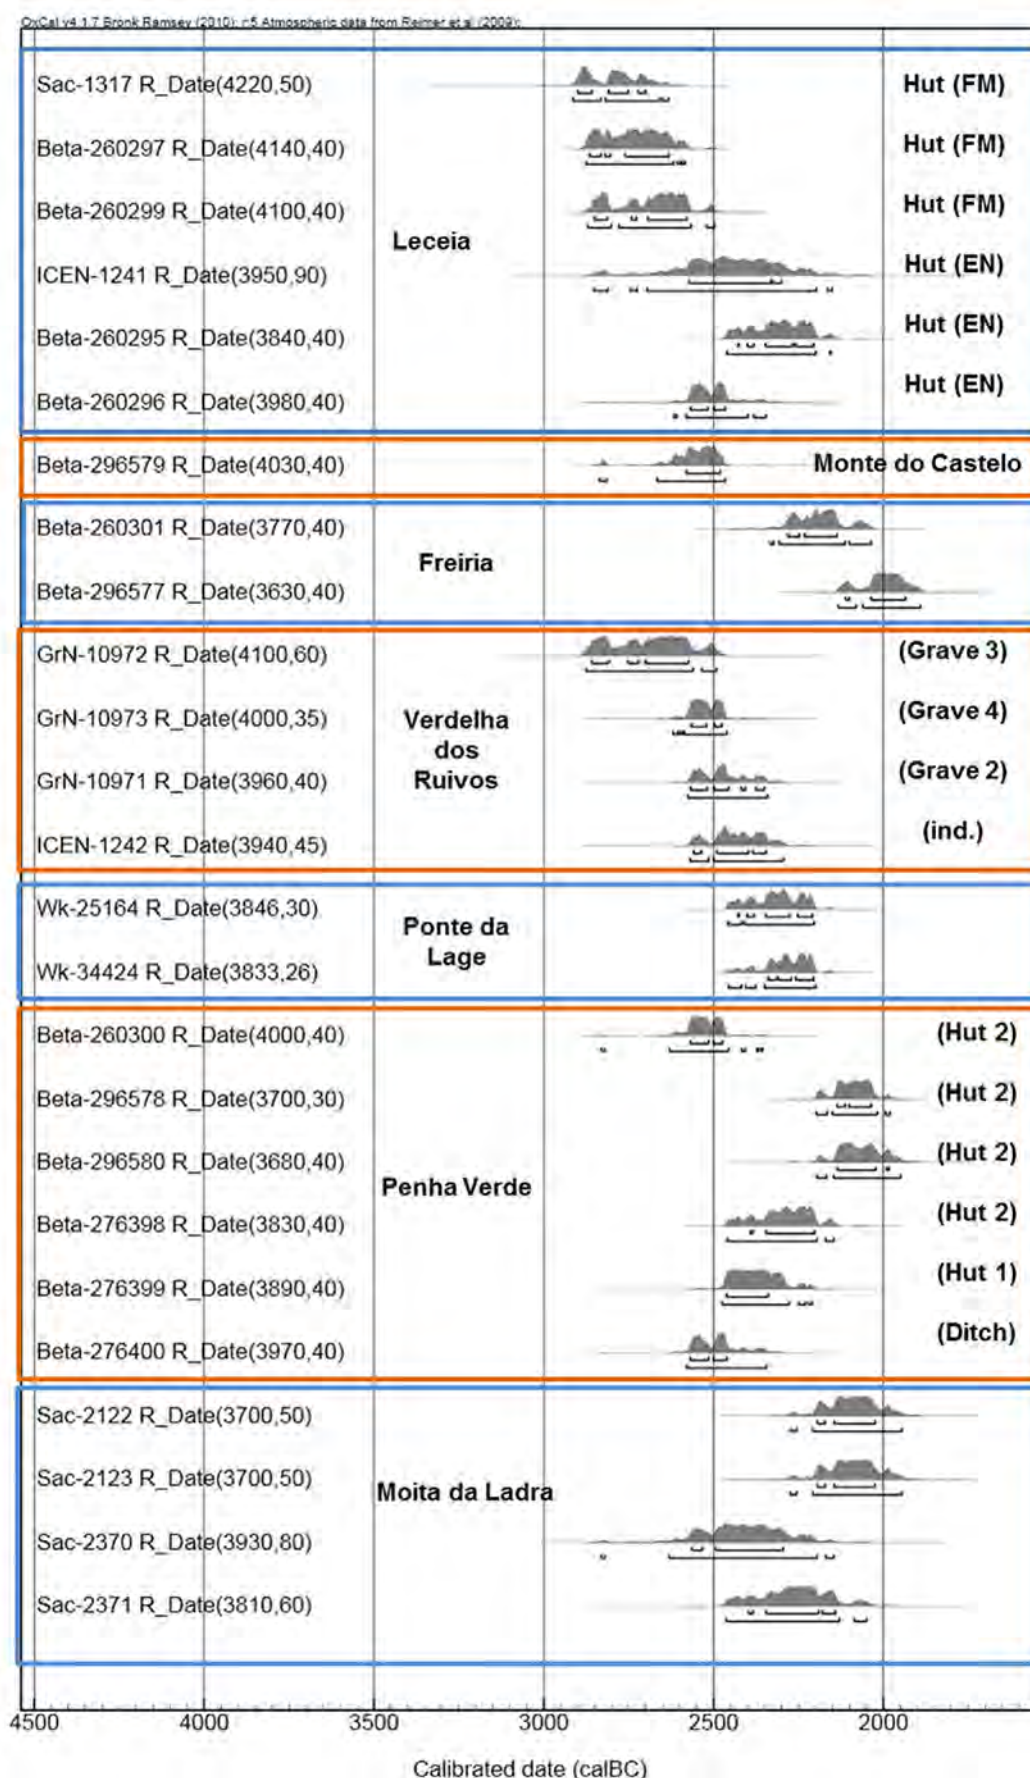 OxCal v4.1.7 Bronk Ramsey (2010); r:5 Atmospheric data from Reimer et al (2009);
Sac-1317 R_Date(4220,50) Hut (FM)
Beta-260297 R_Date(4140,40) Hut (FM)
Beta-260299 R_Date(4100,40) Hut (FM)
Leceia
ICEN-1241 R_Date(3950,90) Hut (EN)
Beta-260295 R_Date(3840,40) Hut (EN)
Beta-260296 R_Date(3980,40) Hut (EN)
Beta-296579 R_Date(4030,40) Monte do Castelo
Beta-260301 R_Date(3770,40)
Freiria
Beta-296577 R_Date(3630,40)
GrN-10972 R_Date(4100,60) (Grave 3)
GrN-10973 R_Date(4000,35) (Grave 4)
Verdelha
dos
Ruivos
GrN-10971 R_Date(3960,40) (Grave 2)
ICEN-1242 R_Date(3940,45) (ind.)
Wk-25164 R_Date(3846,30)
Ponte da
Lage
Wk-34424 R_Date(3833,26)
Beta-260300 R_Date(4000,40) (Hut 2)
Beta-296578 R_Date(3700,30) (Hut 2)
Beta-296580 R_Date(3680,40) (Hut 2)
Penha Verde
Beta-276398 R_Date(3830,40) (Hut 2)
Beta-276399 R_Date(3890,40) (Hut 1)
Beta-276400 R_Date(3970,40) (Ditch)
Sac-2122 R_Date(3700,50)
Sac-2123 R_Date(3700,50)
Moita da Ladra
Sac-2370 R_Date(3930,80)
Sac-2371 R_Date(3810,60)
4500 4000 3500 3000 2500 2000
Calibrated date (calBC)